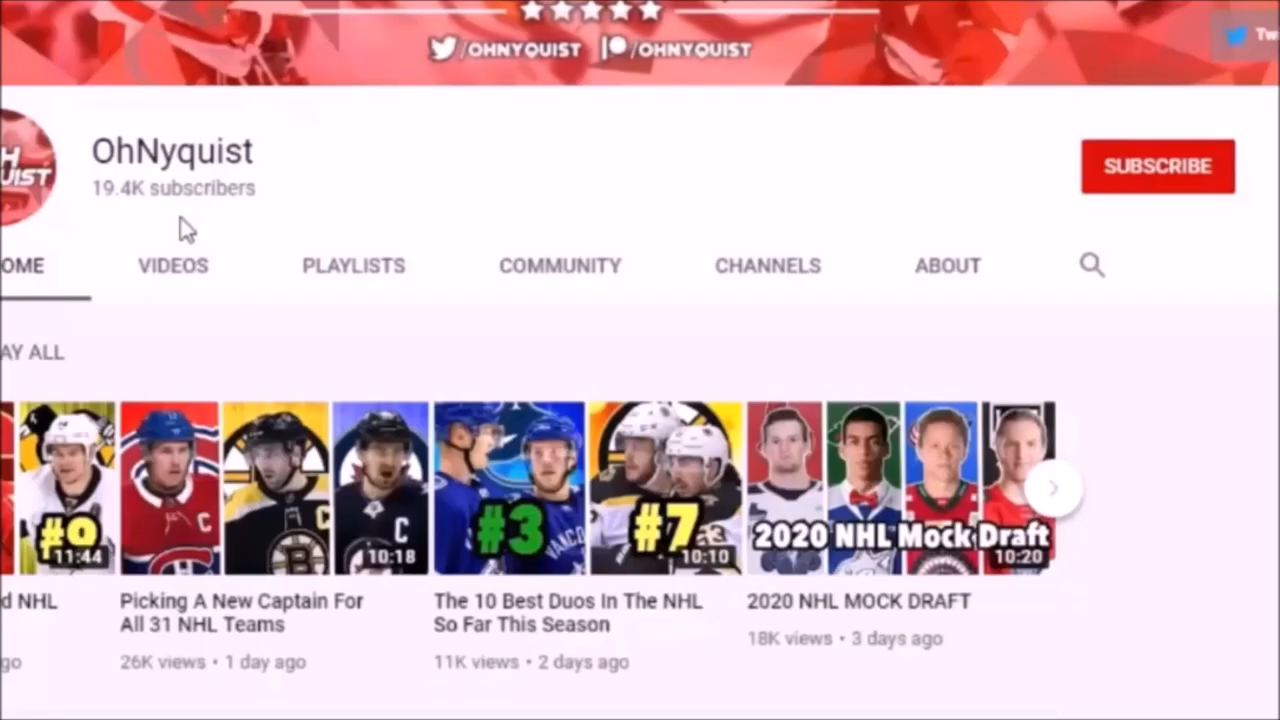 /OHNYQUIST /OHNYQUIST
Tw
H
UIST
OhNyquist
19.4K subscribers
SUBSCRIBE
OME VIDEOS PLAYLISTS COMMUNITY CHANNELS ABOUT
AY ALL
#9
11:44
C
C
C
10:18
#3
#7
10:10
2020 NHL Mock Draft
10:20
d NHL
go
Picking A New Captain For
All 31 NHL Teams
26K views • 1 day ago
The 10 Best Duos In The NHL
So Far This Season
11K views • 2 days ago
2020 NHL MOCK DRAFT
18K views • 3 days ago